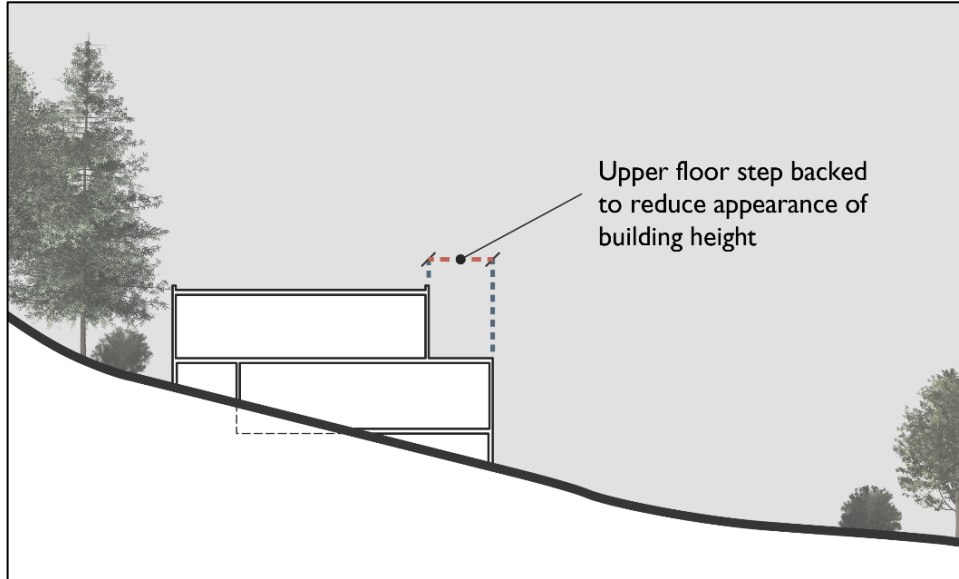 Upper floor step backed
to reduce appearance of
building height